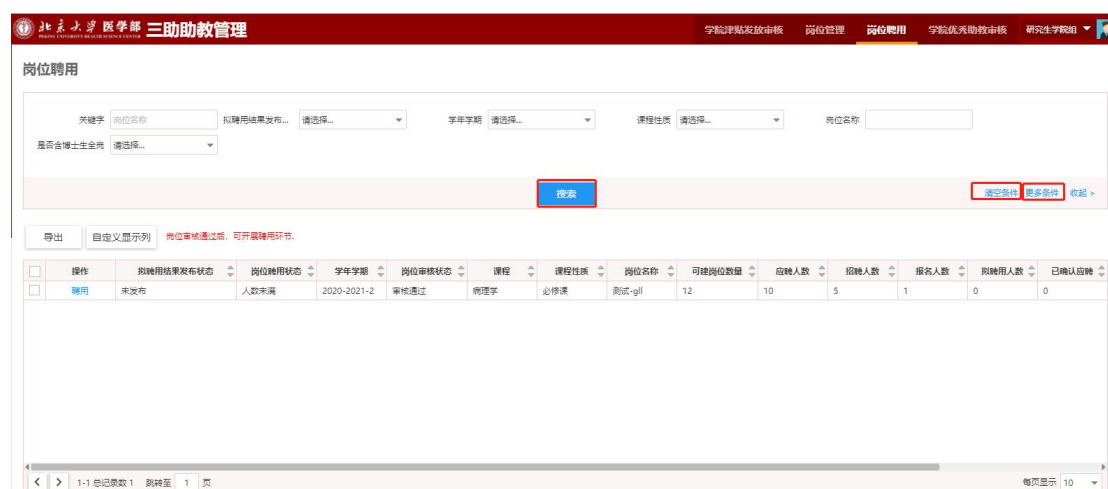 北京大学医学部 三助助教管理 学院津贴发放审核 岗位管理 岗位聘用 学院优秀助教审核 研究生学院组
PEKING UNIVERSITY HEALTH SCIENCE CENTER
岗位聘用
关键字 岗位名称 拟聘用结果发布... 请选择... 学年学期 请选择... 课程性质 请选择... 岗位名称
是否含博士生全岗 请选择...
搜索 清空条件 更多条件 收起 >
导出 自定义显示列 岗位审核通过后，可开展聘用环节.
操作 拟聘用结果发布状态 岗位聘用状态 学年学期 岗位审核状态 课程 课程性质 岗位名称 可建岗位数量 应聘人数 招聘人数 报名人数 拟聘用人数 已确认应聘
聘用 未发布 人数未满 2020-2021-2 审核通过 病理学 必修课 测试-gll 12 10 5 1 0 0
< > 1-1 总记录数 1 跳转至 1 页 每页显示 10